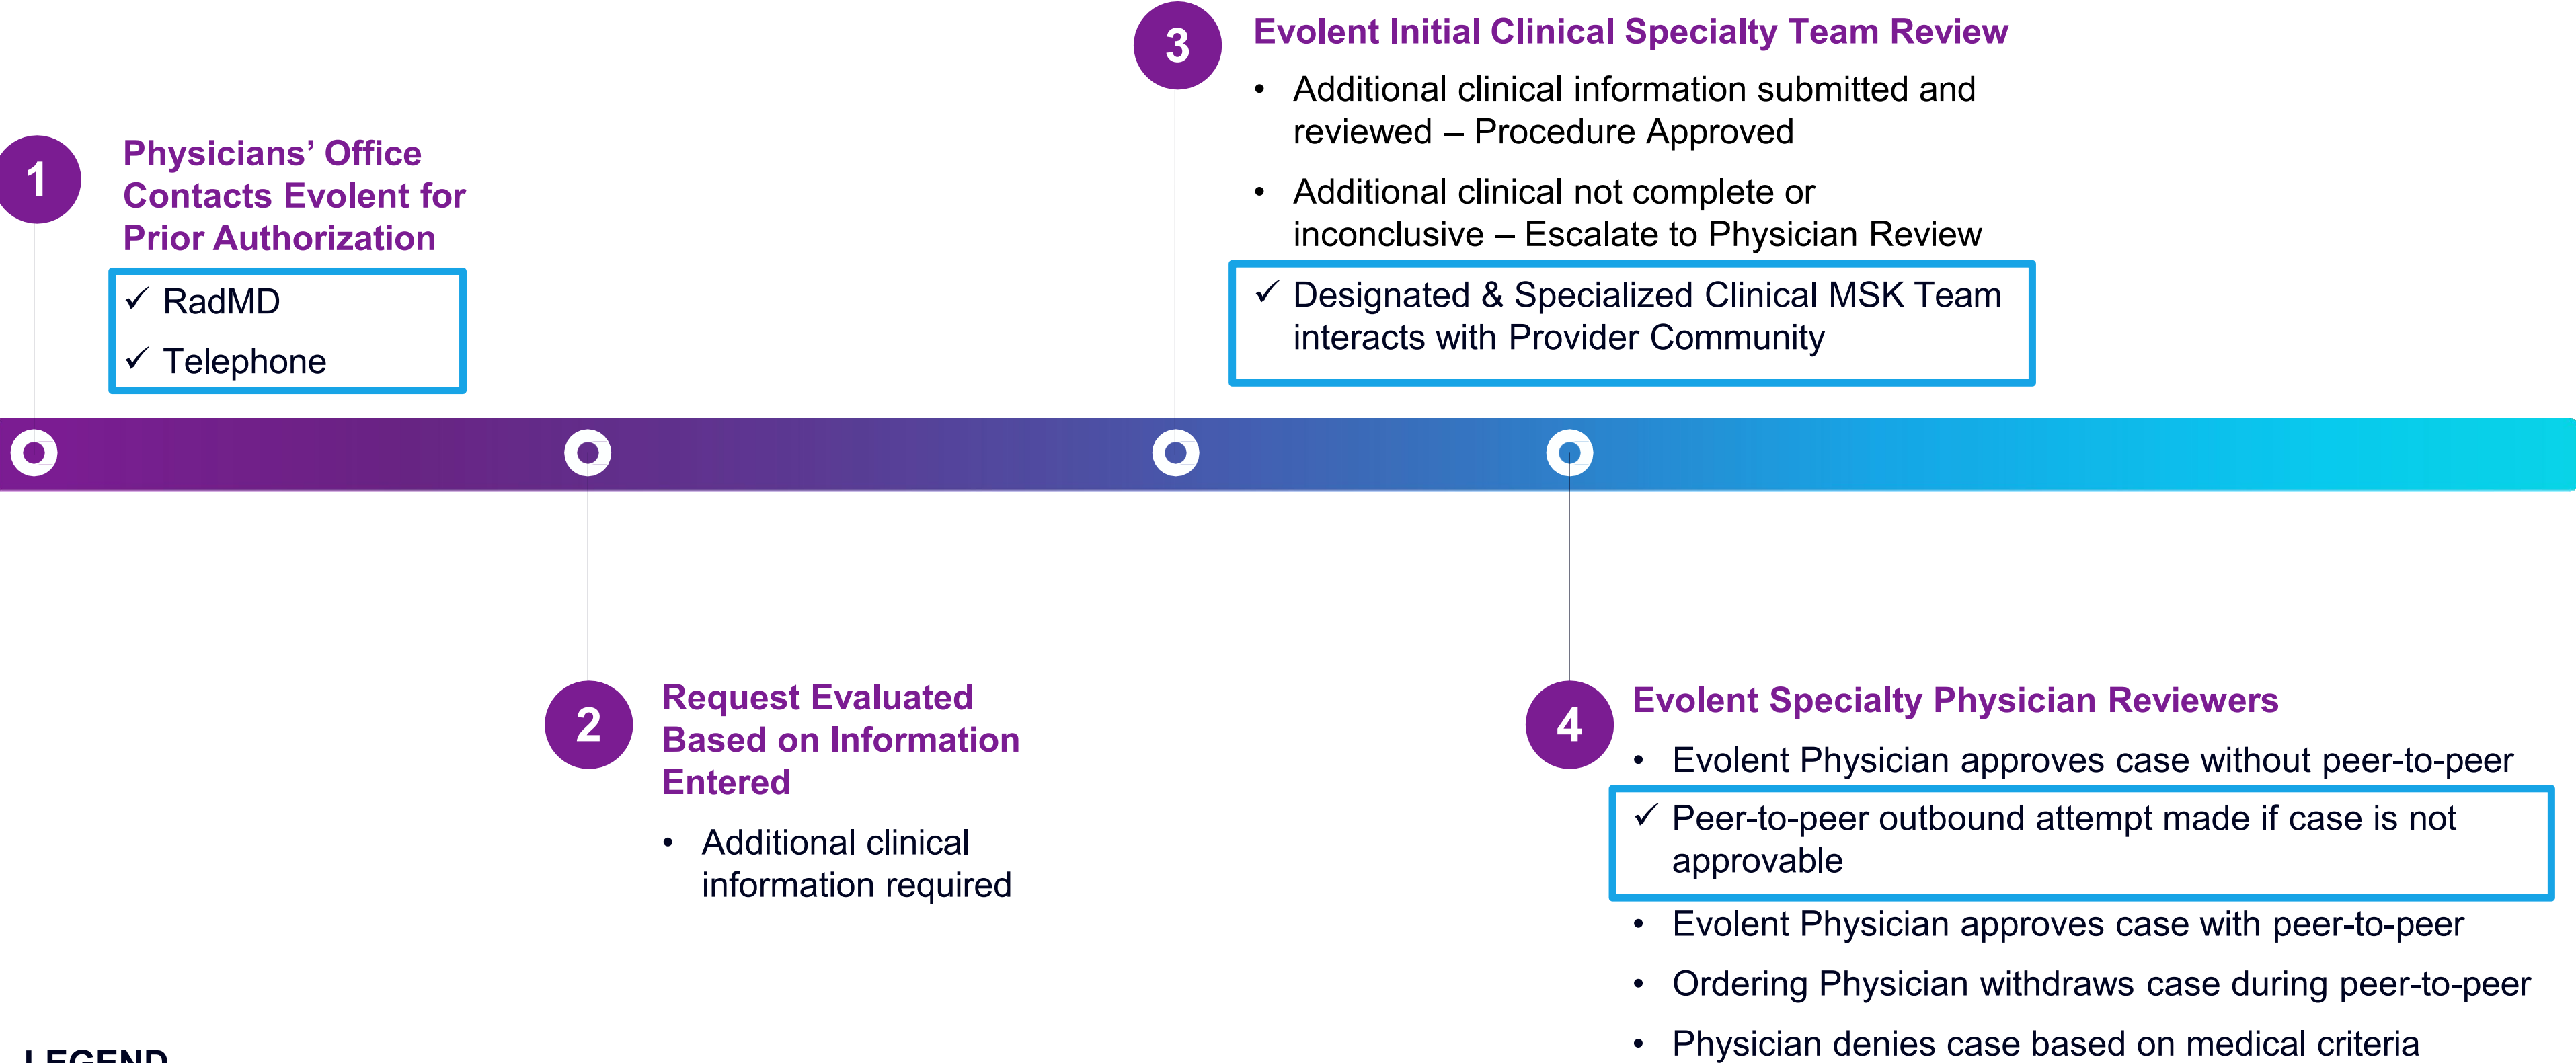 1
Physicians’ Office
Contacts Evolent for
Prior Authorization
✓ RadMD
✓ Telephone
2
Request Evaluated
Based on Information
Entered
• Additional clinical
information required
3
Evolent Initial Clinical Specialty Team Review
• Additional clinical information submitted and
reviewed – Procedure Approved
• Additional clinical not complete or
inconclusive – Escalate to Physician Review
✓ Designated & Specialized Clinical MSK Team
interacts with Provider Community
4
Evolent Specialty Physician Reviewers
• Evolent Physician approves case without peer-to-peer
✓ Peer-to-peer outbound attempt made if case is not
approvable
• Evolent Physician approves case with peer-to-peer
• Ordering Physician withdraws case during peer-to-peer
• Physician denies case based on medical criteria
LEGEND